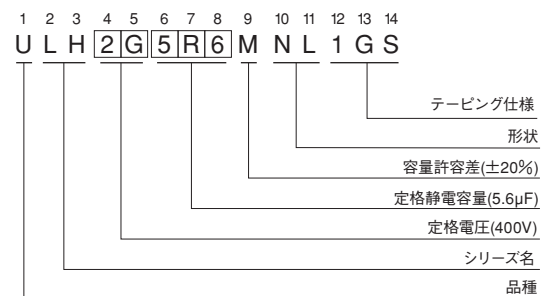 1 2 3 4 5 6 7 8 9 10 11 12 13 14
U L H 2 G 5 R 6 M N L 1 G S
テーピング仕様
形状
容量許容差(±20%)
定格静電容量(5.6µF)
定格電圧(400V)
シリーズ名
品種